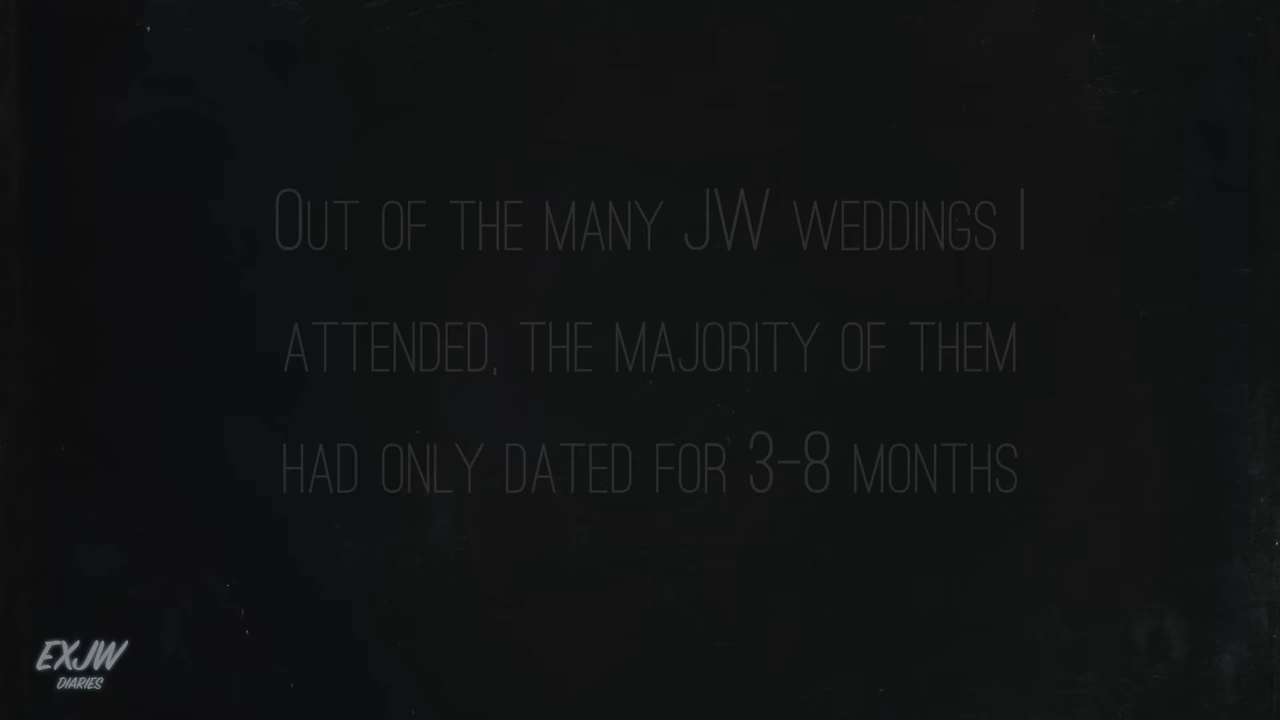 Out of the many JW weddings I
attended, the majority of them
had only dated for 3-8 months
EXJW
DIARIES